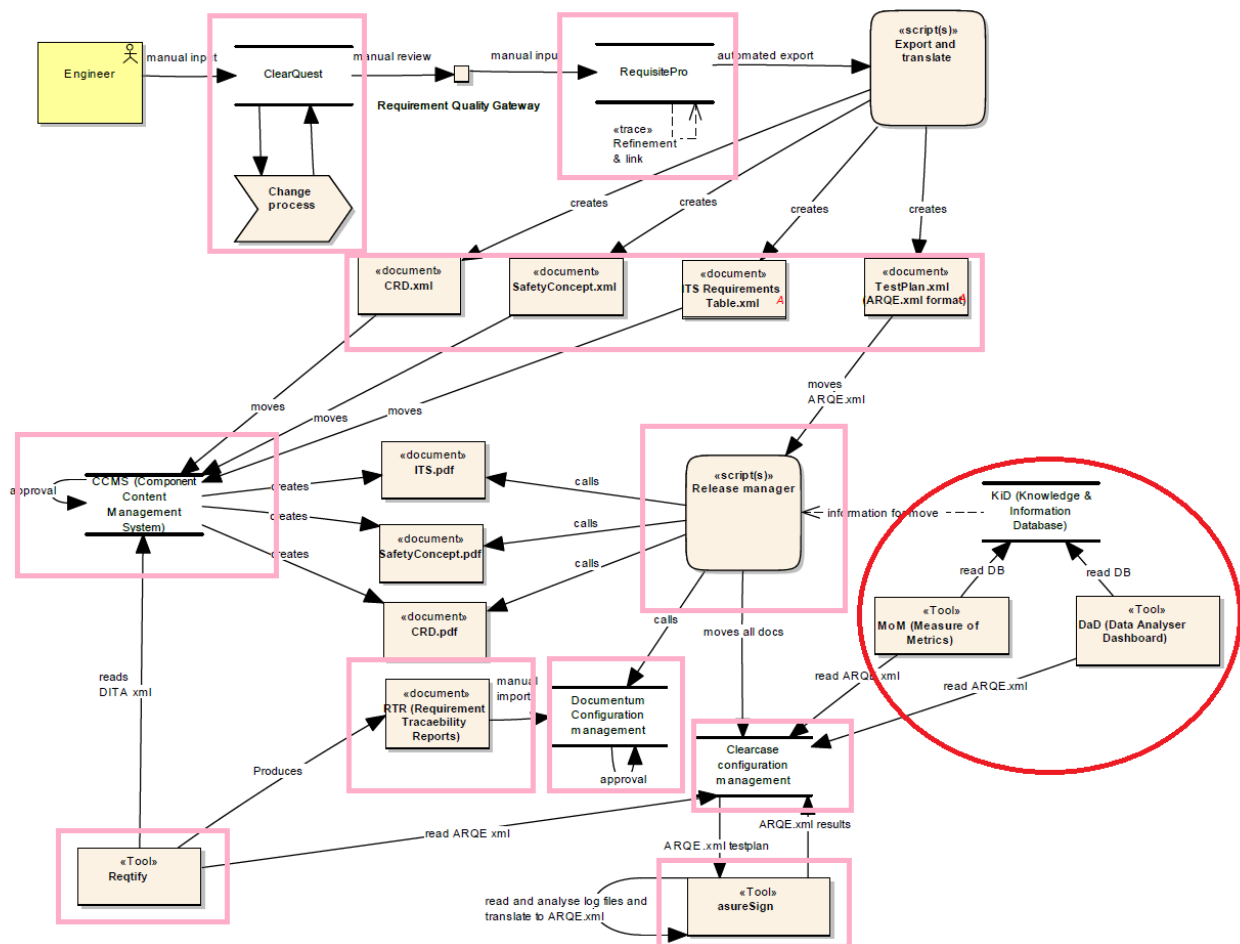 Engineer
manual input
ClearQuest
manual review
Requirement Quality Gateway
manual input
RequisitePro
automated export
«script(s)»
Export and
translate
Change
process
«trace»
Refinement
& link
creates
creates
creates
creates
«document»
CRD.xml
«document»
SafetyConcept.xml
«document»
ITS Requirements
Table.xml
A
«document»
TestPlan.xml
(ARQE.xml format)
A
moves
moves
moves
moves
ARQE.xml
approval
CCMS (Component
Content
Management
System)
creates
creates
creates
«document»
ITS.pdf
«document»
SafetyConcept.pdf
«document»
CRD.pdf
calls
calls
calls
«script(s)»
Release manager
information for move
KiD (Knowledge &
Information
Database)
read DB
read DB
«Tool»
MoM (Measure of
Metrics)
«Tool»
DaD (Data Analyser
Dashboard)
calls
moves all docs
read ARQE.xml
read ARQE.xml
reads
DITA xml
«document»
RTR (Requirement
Tracaebility
Reports)
manual
import
Documentum
Configuration
management
approval
Clearcase
configuration
management
Produces
read ARQE xml
ARQE.xml results
ARQE.xml testplan
«Tool»
Reqtify
read and analyse log files and
translate to ARQE.xml
«Tool»
asureSign